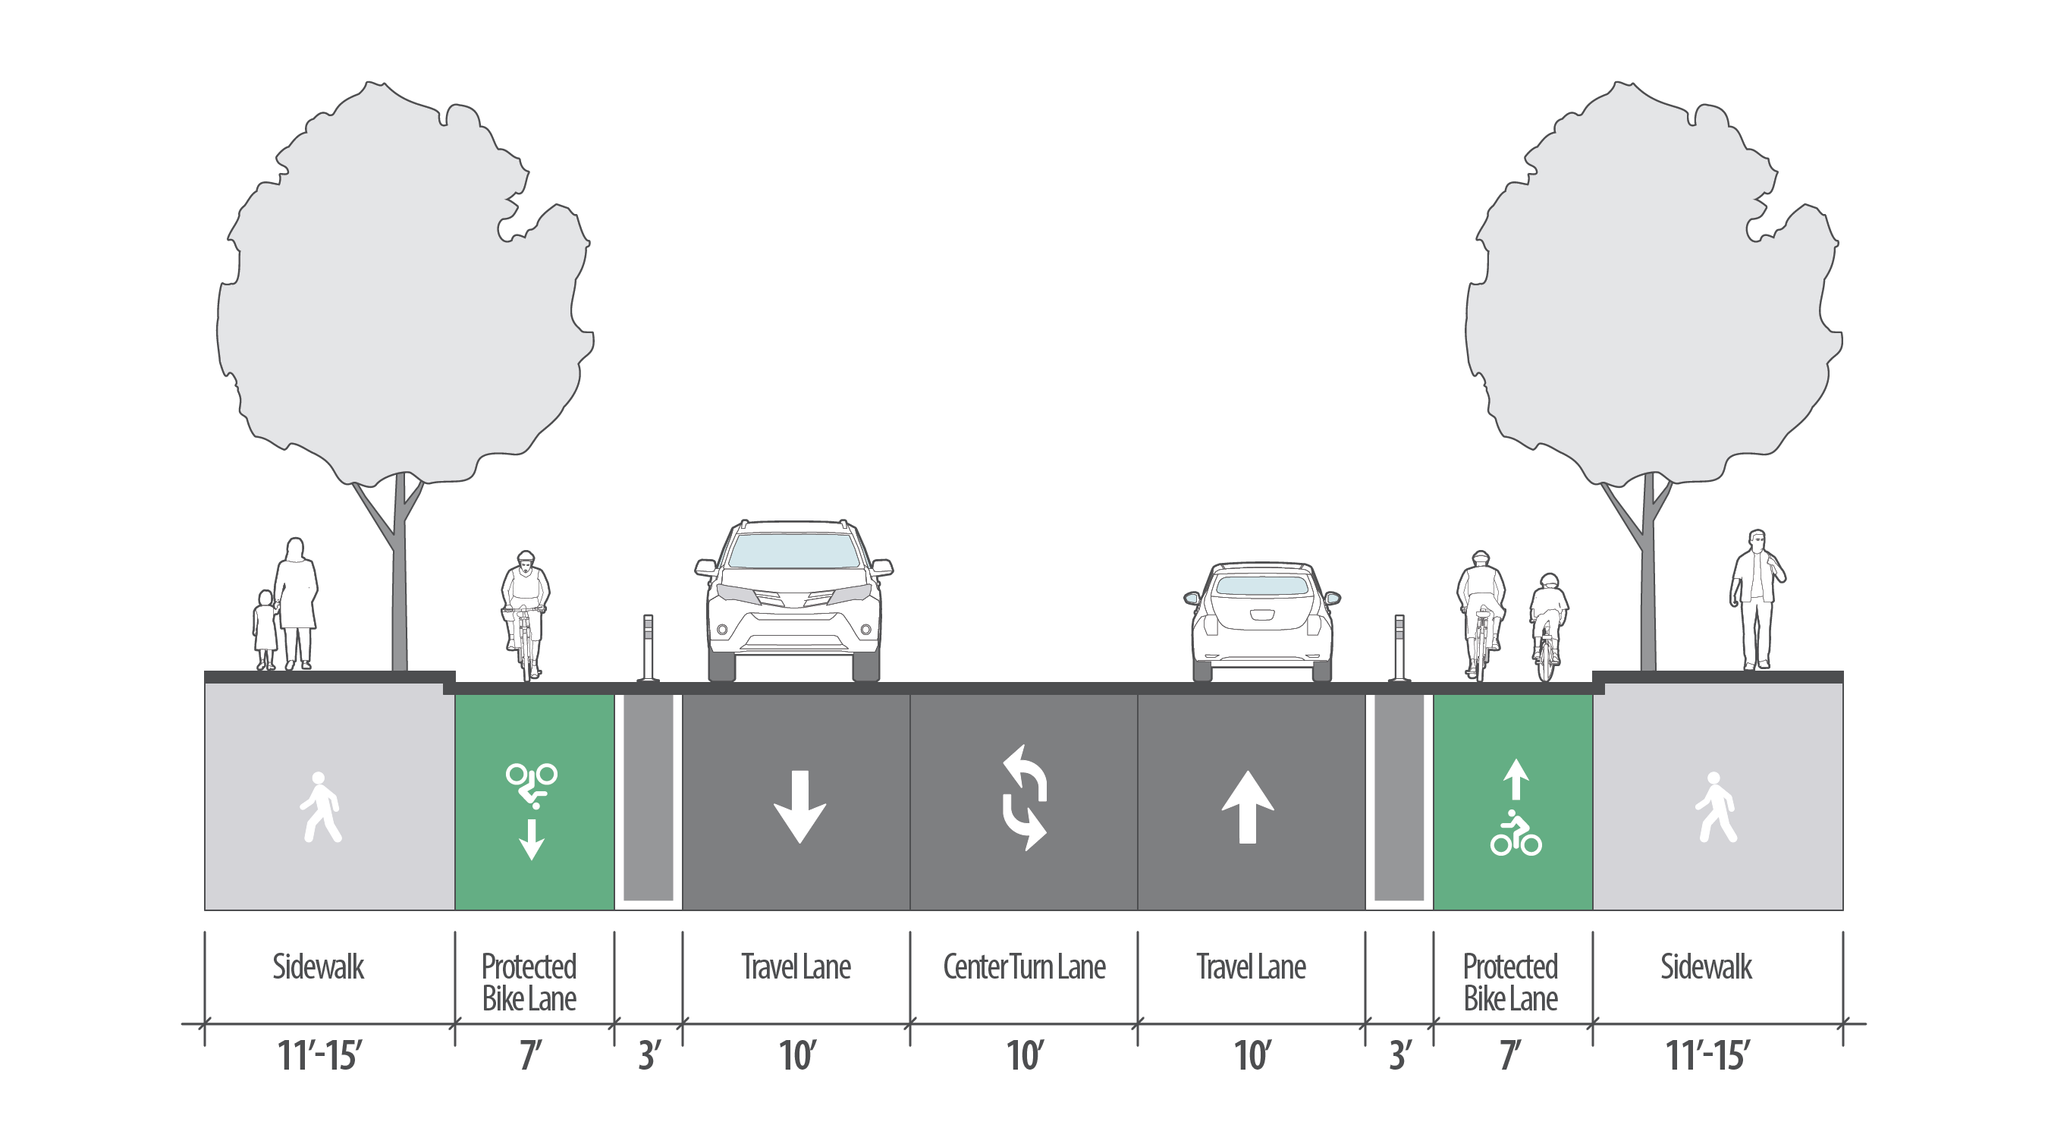 Sidewalk
Protected
Bike Lane
Travel Lane
Center Turn Lane
Travel Lane
Protected
Bike Lane
Sidewalk
11’-15’
7’
3’
10’
10’
10’
3’
7’
11’-15’